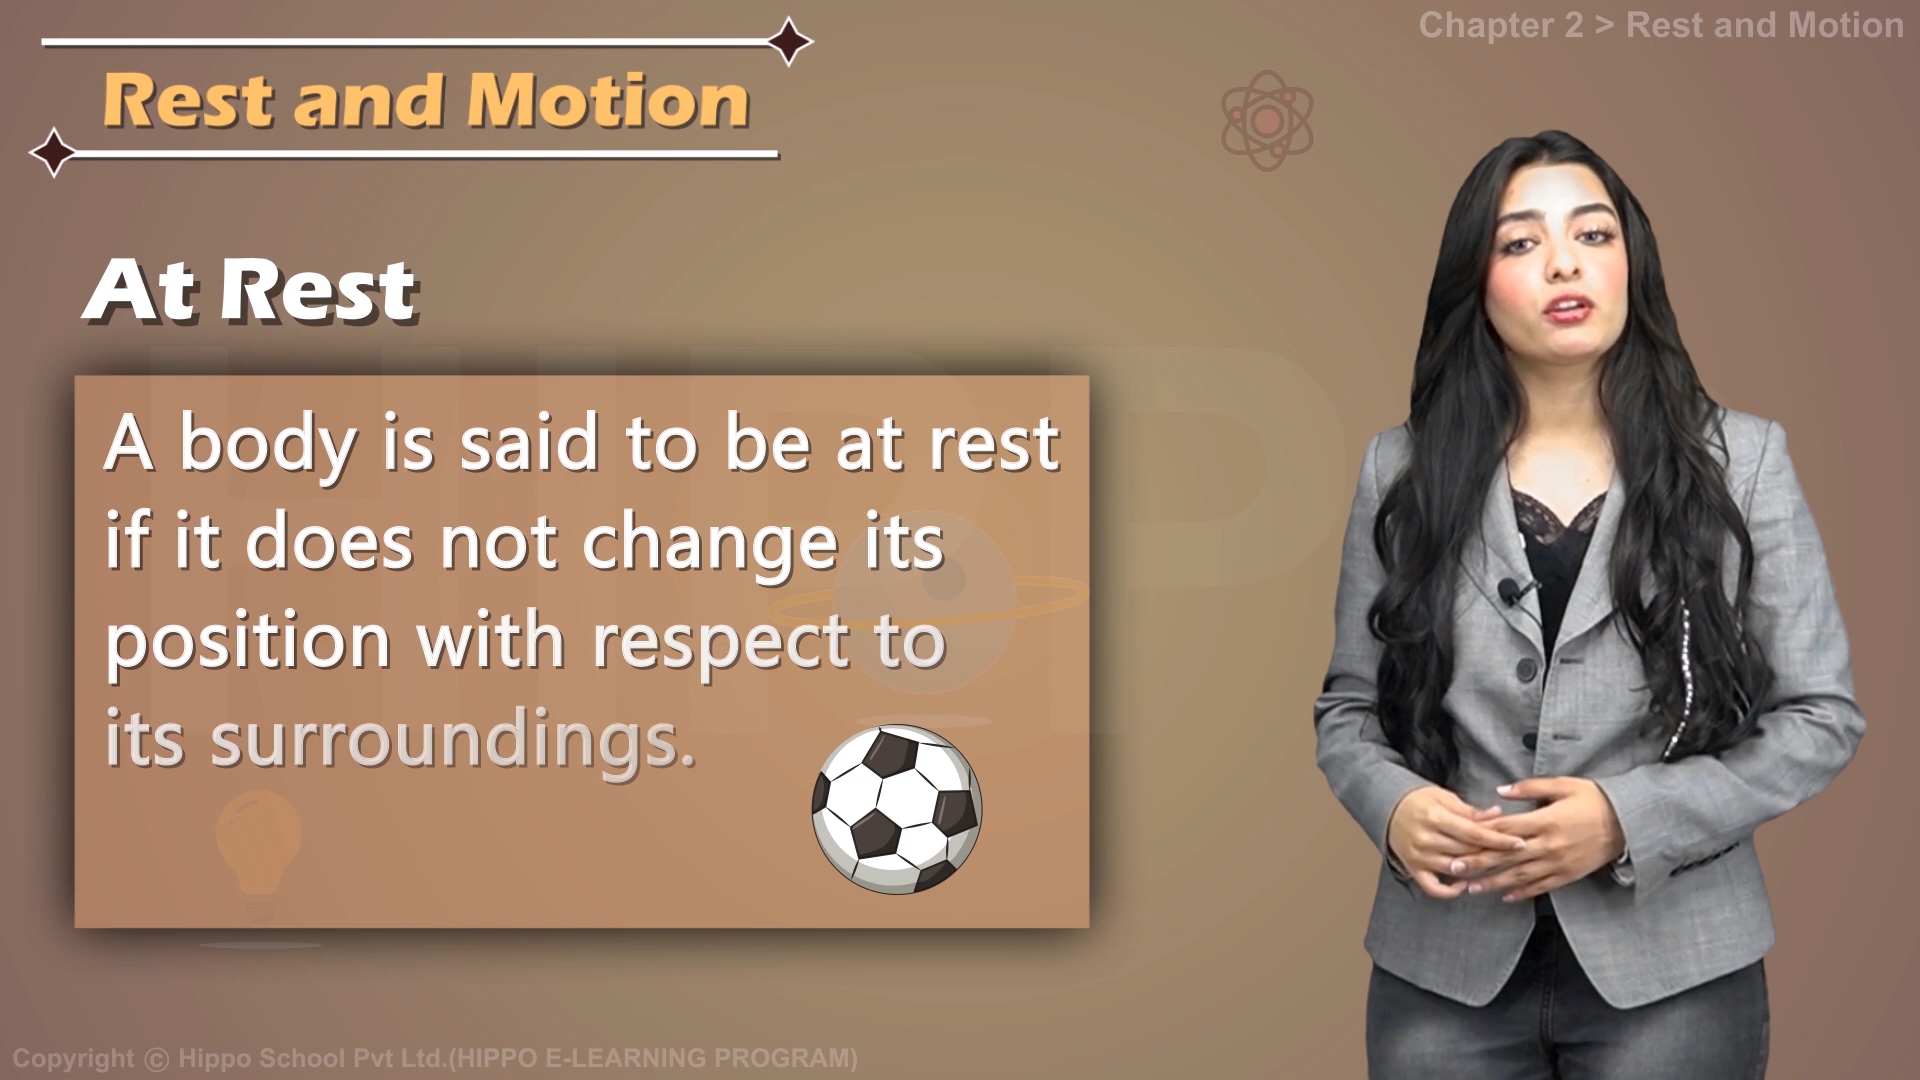 Chapter 2 > Rest and Motion
Rest and Motion
At Rest
A body is said to be at rest
if it does not change its
position with respect to
its surroundings.
Copyright © Hippo School Pvt Ltd.(HIPPO E-LEARNING PROGRAM)